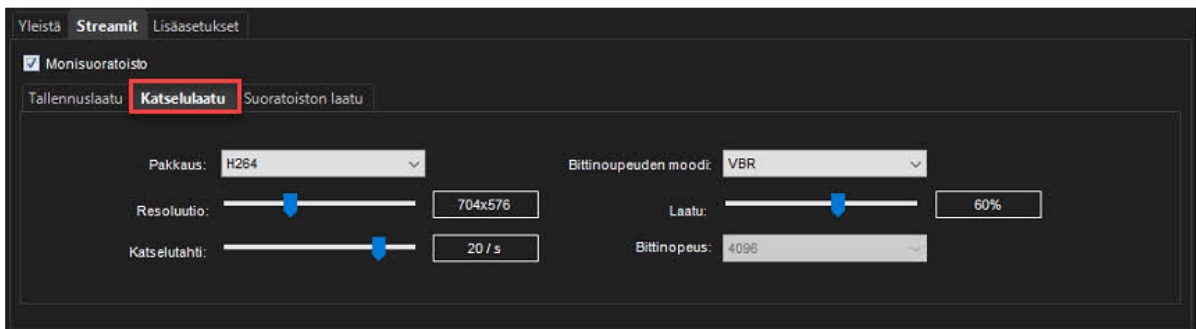 Yleistä Streamit Lisäasetukset
Monisuoratoisto
Tallennuslaatu Katselulaatu Suoratoiston laatu
Pakkaus: H264 Bittinoupeuden moodi: VBR
Resoluutio: 704x576 Laatu: 60%
Katselutahti: 20 / s Bittinopeus: 4096